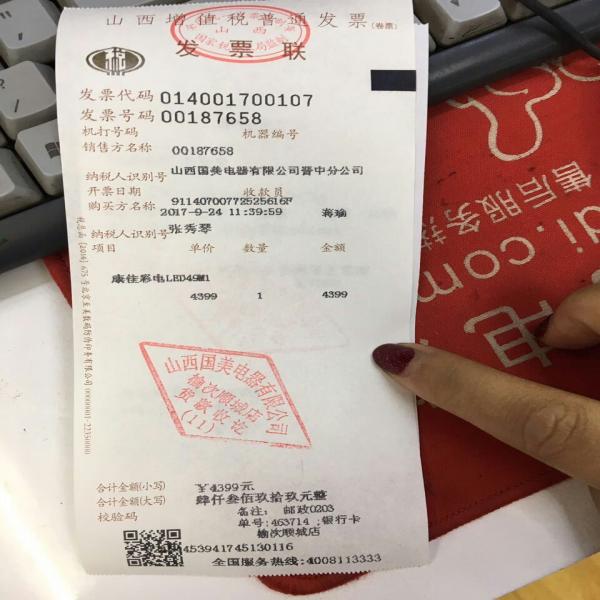 山西增值税普通发票(卷票)
山西
国家税务局监制
发票联
发票代码 014001700107
发票号码 00187658
机打号码 机器编号
销售方名称 00187658
山西国美电器有限公司晋中分公司
纳税人识别号
开票日期 收款员
91140700772525616F
购买方名称 2017-9-24 11:39:59 蒋瑜
纳税人识别号 张秀琴
项目 单价 数量 金额
康佳彩电LED49M1
4399 1 4399
山西国美电器有限公司
榆次顺城店
货款收讫
(11)
合计金额(小写) ￥4399元
合计金额(大写) 肆仟叁佰玖拾玖元整
备注: 邮政0203
校验码 单号:463714 ;银行卡
榆次顺城店
45394174513 0116
全国服务热线:4008113333
售后服务热
di.com
电